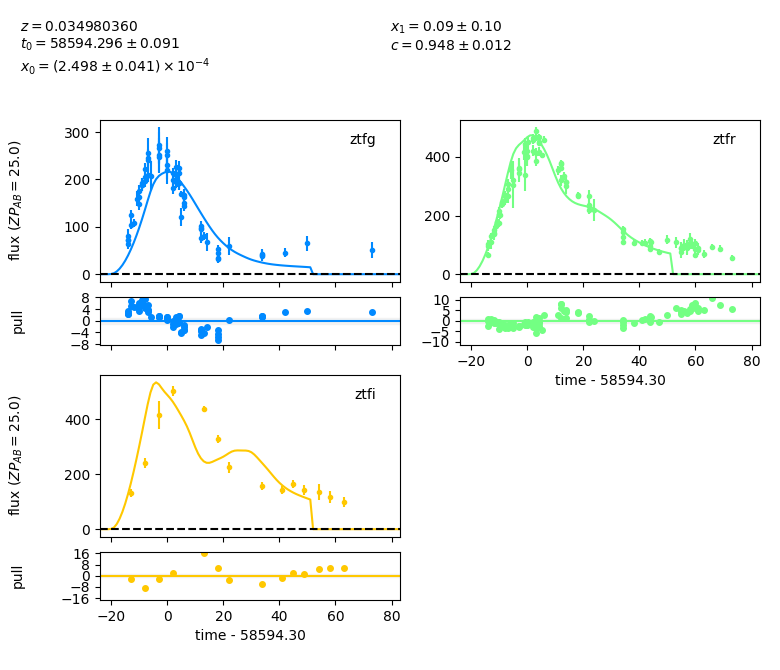 z = 0.034980360
t₀ = 58594.296 ± 0.091
x₀ = (2.498 ± 0.041) × 10⁻⁴
x₁ = 0.09 ± 0.10
c = 0.948 ± 0.012
flux (ZP_AB = 25.0)
300
200
100
0
ztfg
400
200
0
ztfr
pull
8
4
0
−4
−8
10
5
0
−5
−10
−20 0 20 40 60 80
time - 58594.30
flux (ZP_AB = 25.0)
400
200
0
ztfi
pull
16
8
0
−8
−16
−20 0 20 40 60 80
time - 58594.30